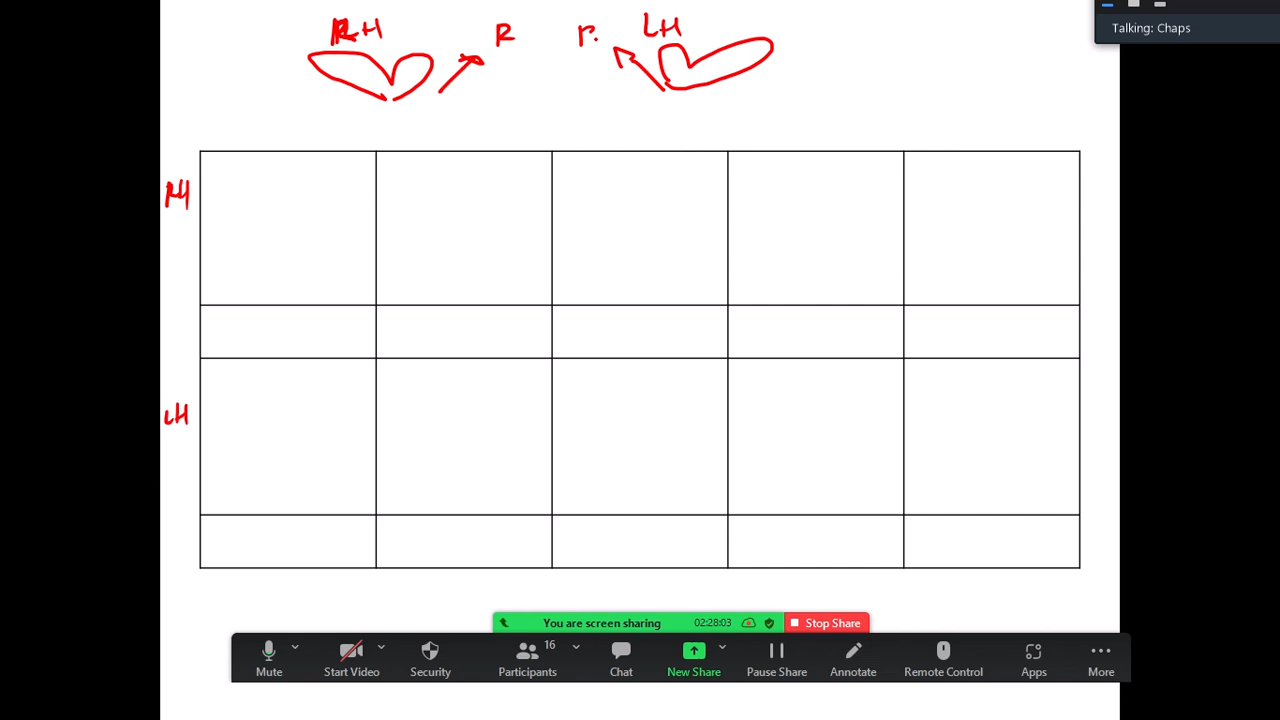 Talking: Chaps
RH R r. LH
RH
LH
You are screen sharing 02:28:03 Stop Share
16
Mute Start Video Security Participants Chat New Share Pause Share Annotate Remote Control Apps More